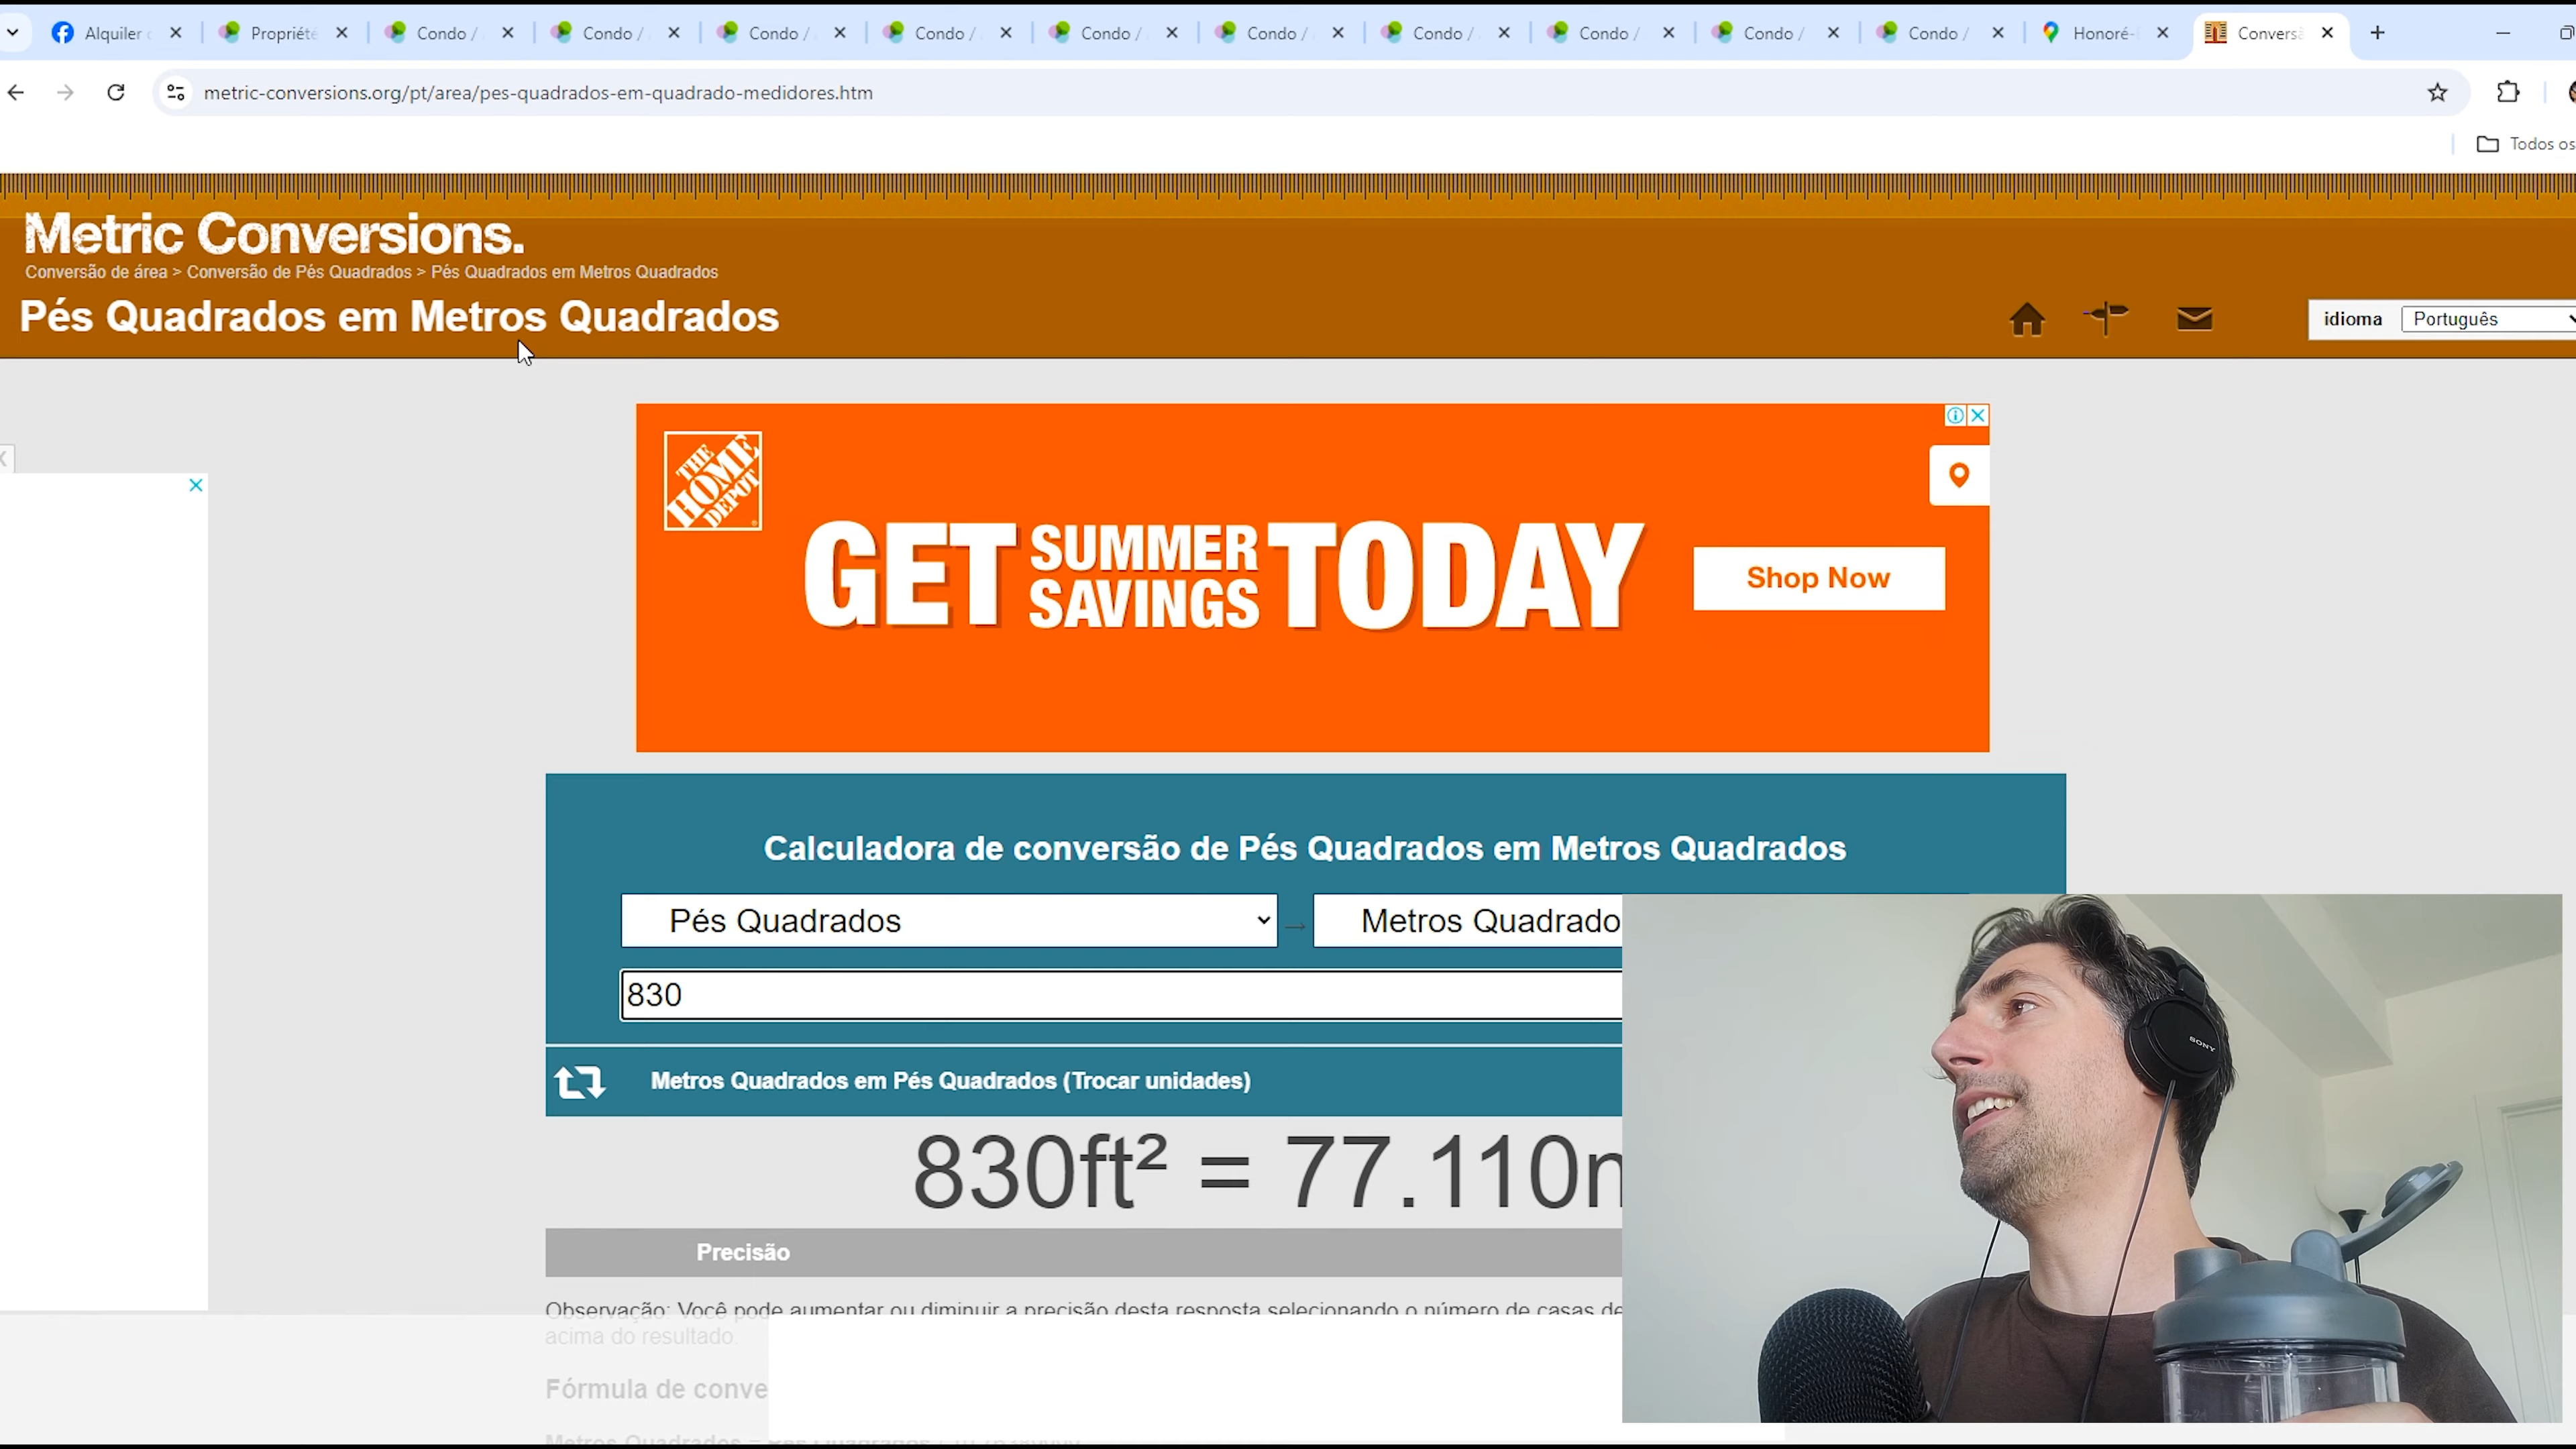 Alquiler
Propriété
Condo /
Condo /
Condo /
Condo /
Condo /
Condo /
Condo /
Condo /
Condo /
Condo /
Honoré-
Convers
metric-conversions.org/pt/area/pes-quadrados-em-quadrado-medidores.htm
Todos os
Metric Conversions.
Conversão de área > Conversão de Pés Quadrados > Pés Quadrados em Metros Quadrados
Pés Quadrados em Metros Quadrados
idioma
Português
THE HOME DEPOT
GET SUMMER SAVINGS TODAY
Shop Now
Calculadora de conversão de Pés Quadrados em Metros Quadrados
Pés Quadrados
→
Metros Quadrado
830
Metros Quadrados em Pés Quadrados (Trocar unidades)
830ft² = 77.110
SONY
Precisão
Observação: Você pode aumentar ou diminuir a precisão desta resposta selecionando o número de casas de
acima do resultado.
Fórmula de conve